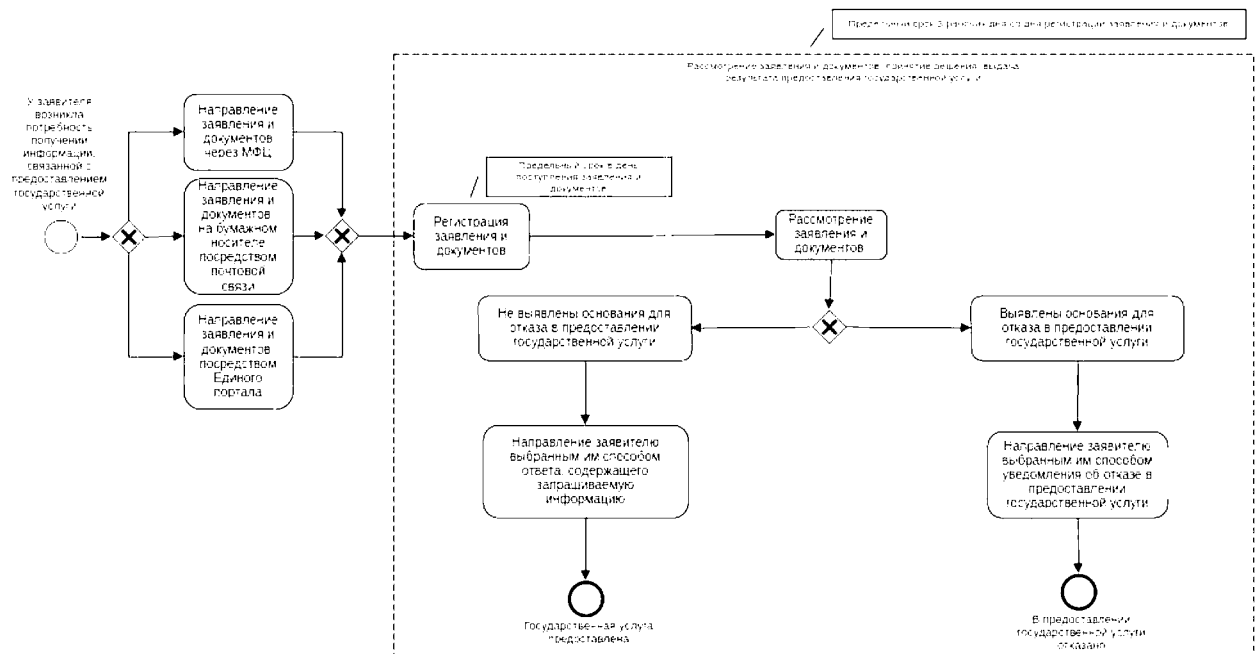 Предельный срок 3 рабочих дня со дня регистрации заявления и документов
Рассмотрение заявления и документов, принятие решения, выдача
результата предоставления государственной услуги
У заявителя
возникла
потребность
получении
информации,
связанной с
предоставлением
государственной
услуги
Направление
заявления и
документов
через МФЦ
Направление
заявления и
документов
на бумажном
носителе
посредством
почтовой
связи
Направление
заявления и
документов
посредством
Единого
портала
Предельный срок в день
поступления заявления и
документов
Регистрация
заявления и
документов
Рассмотрение
заявления и
документов
Не выявлены основания для
отказа в предоставлении
государственной услуги
Выявлены основания для
отказа в предоставлении
государственной услуги
Направление заявителю
выбранным им способом
ответа, содержащего
запрашиваемую
информацию
Направление заявителю
выбранным им способом
уведомления об отказе в
предоставлении
государственной услуги
Государственная услуга
предоставлена
В предоставлении
государственной услуги
отказано